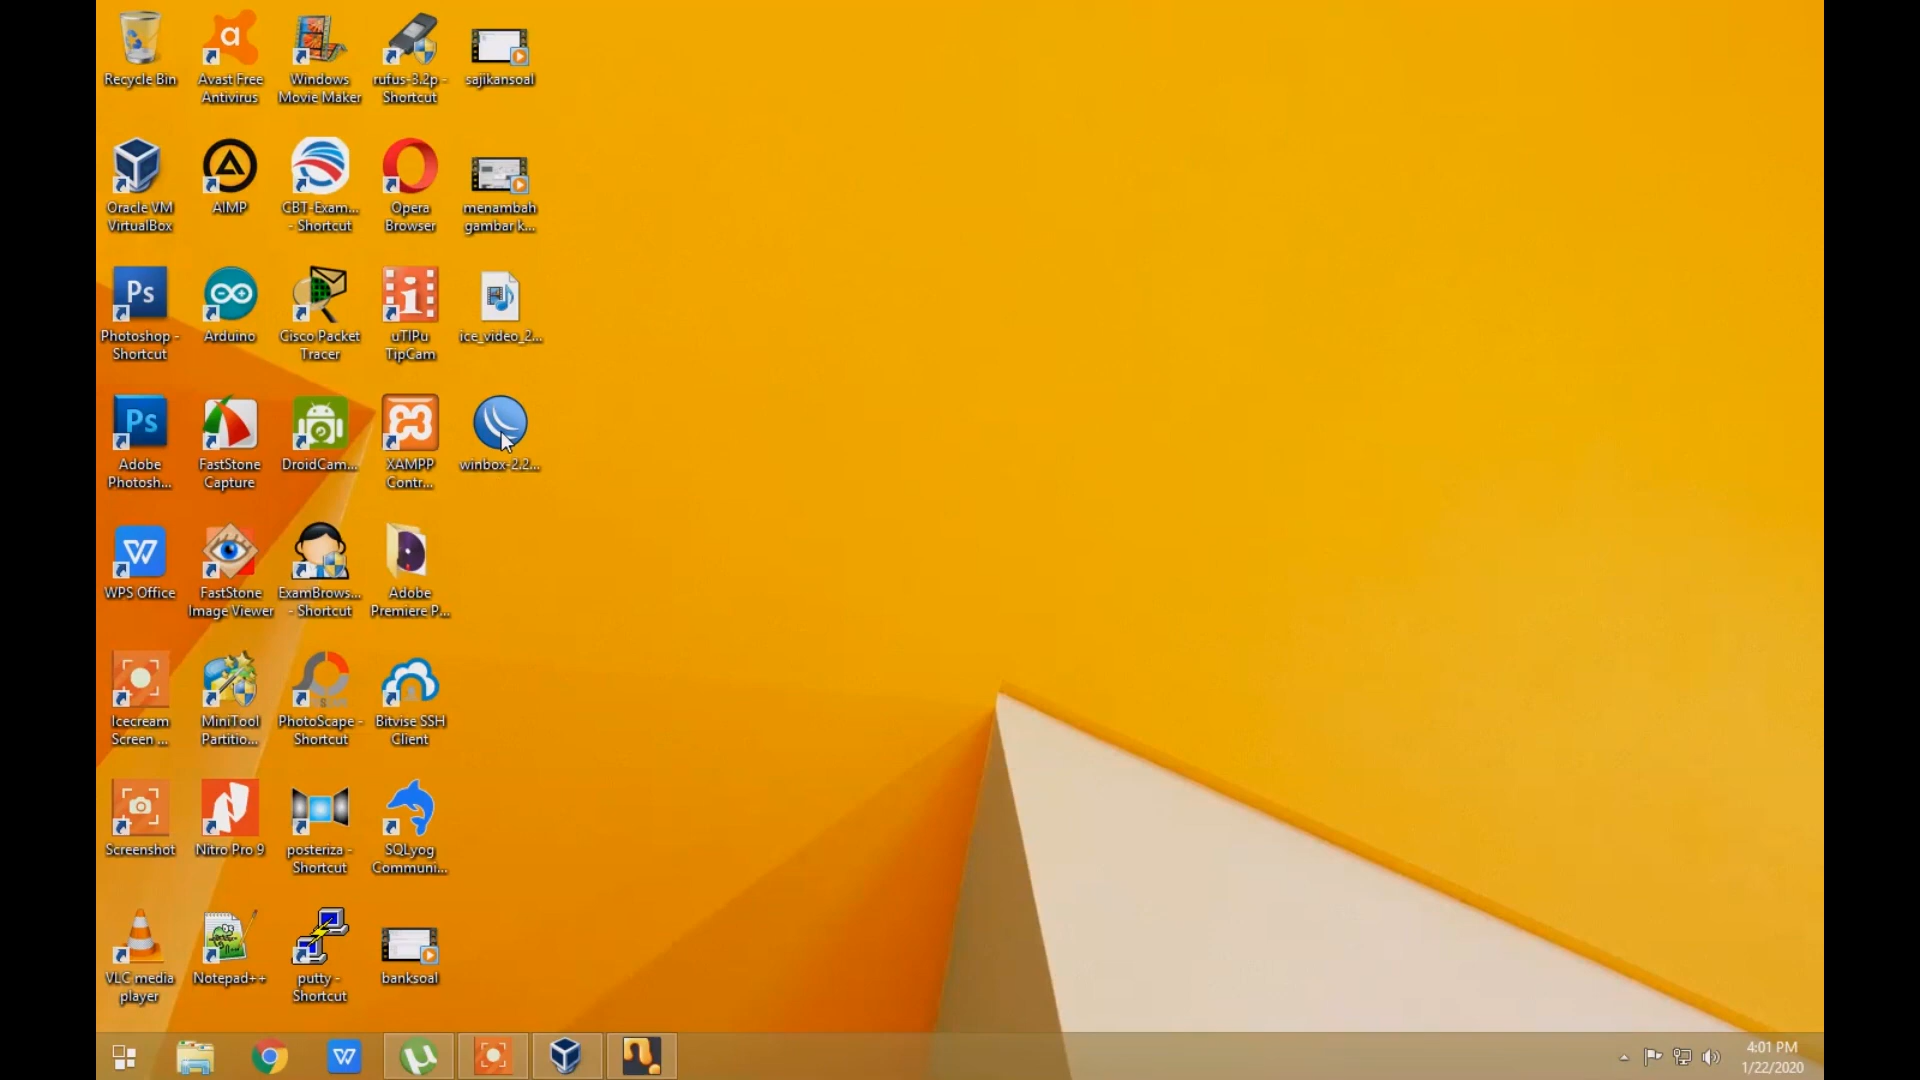 Recycle Bin
Avast Free
Antivirus
Windows
Movie Maker
rufus-3.2p -
Shortcut
sajikansoal
Oracle VM
VirtualBox
AIMP
CBT-Exam...
- Shortcut
Opera
Browser
menambah
gambar k...
Ps
Photoshop -
Shortcut
Arduino
Cisco Packet
Tracer
uTIPu
TipCam
ice_video_2...
Ps
Adobe
Photosh...
FastStone
Capture
DroidCam...
XAMPP
Contr...
winbox-2.2...
WPS Office
FastStone
Image Viewer
ExamBrows...
- Shortcut
Adobe
Premiere P...
Icecream
Screen ...
MiniTool
Partitio...
PhotoScape -
Shortcut
Bitvise SSH
Client
Screenshot
Nitro Pro 9
posteriza -
Shortcut
SQLyog
Communi...
VLC media
player
Notepad++
putty -
Shortcut
banksoal
4:01 PM
1/22/2020